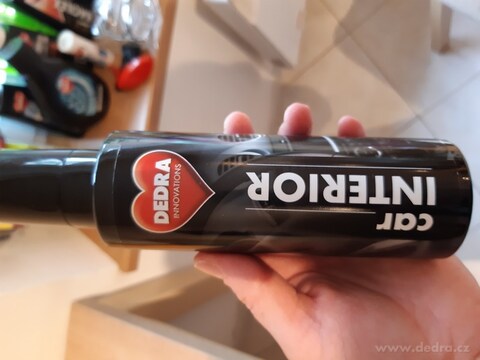 DEDRA
INNOVATIONS
car
INTERIOR
www.dedra.cz